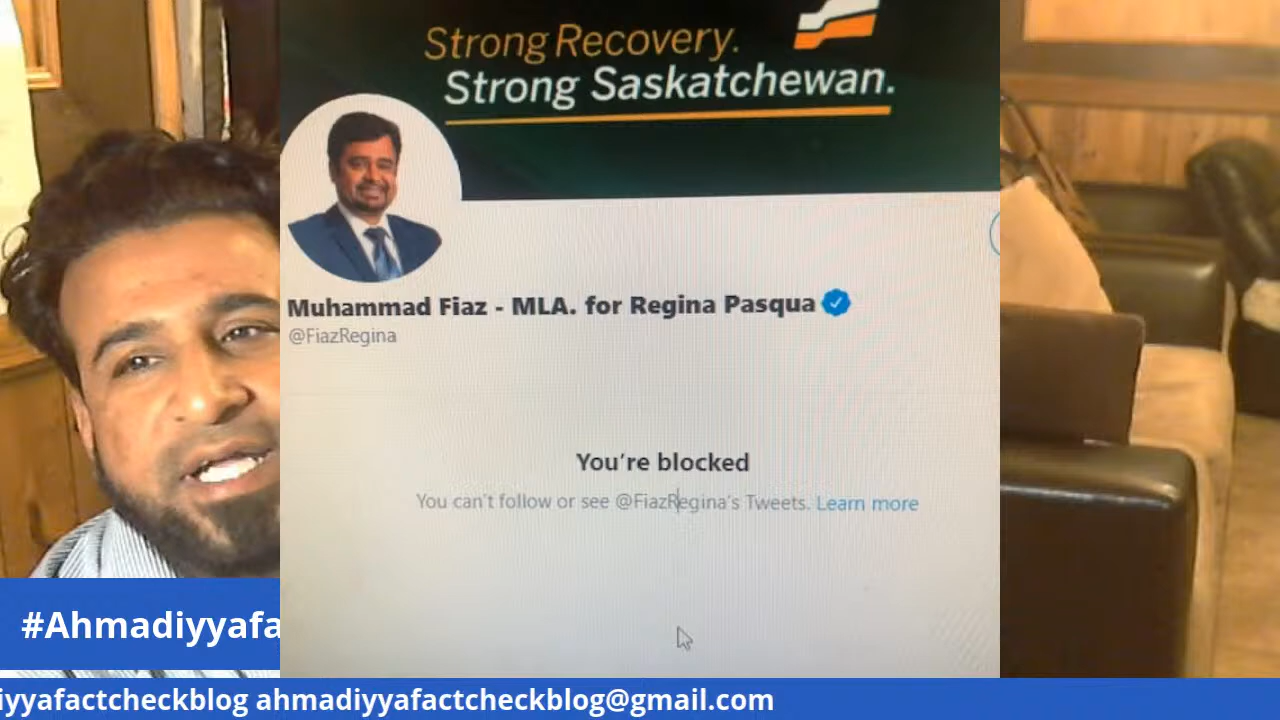 Strong Recovery.
Strong Saskatchewan.
Muhammad Fiaz - MLA. for Regina Pasqua
@FiazRegina
You're blocked
You can't follow or see @FiazRegina's Tweets. Learn more
#Ahmadiyyafa
iyyafactcheckblog ahmadiyyafactcheckblog@gmail.com